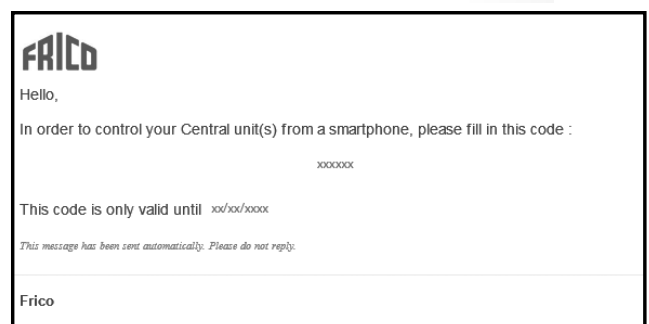 FRICO
Hello,
In order to control your Central unit(s) from a smartphone, please fill in this code :
xxxxxx
This code is only valid until xx/xx/xxxx
This message has been sent automatically. Please do not reply.
Frico